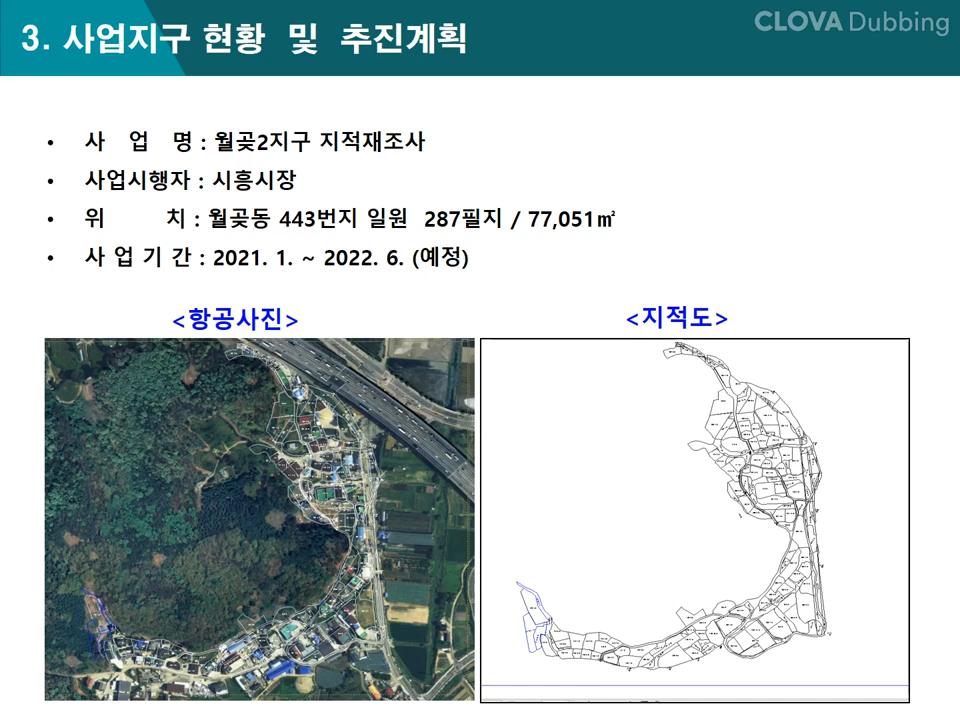 3. 사업지구 현황 및 추진계획
CLOVA Dubbing
• 사 업 명 : 월곶2지구 지적재조사
• 사업시행자 : 시흥시장
• 위 치 : 월곶동 443번지 일원 287필지 / 77,051㎡
• 사 업 기 간 : 2021. 1. ~ 2022. 6. (예정)
<항공사진>
<지적도>